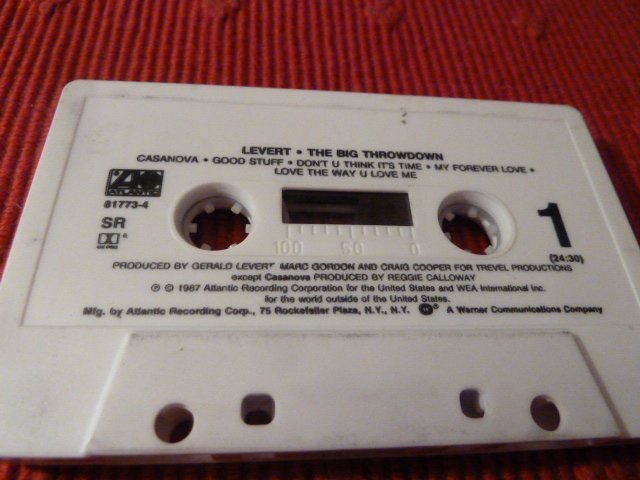 LEVERT • THE BIG THROWDOWN
CASANOVA • GOOD STUFF • DON'T U THINK IT'S TIME • MY FOREVER LOVE •
LOVE THE WAY U LOVE ME
ATLANTIC
81773-4
SR
1
(24:30)
100 50 0
PRODUCED BY GERALD LEVERT MARC GORDON AND CRAIG COOPER FOR TREVEL PRODUCTIONS
except Casanova PRODUCED BY REGGIE CALLOWAY
℗ © 1987 Atlantic Recording Corporation for the United States and WEA International Inc.
for the world outside of the United States.
Mfg. by Atlantic Recording Corp., 75 Rockefeller Plaza, N.Y., N.Y. A Warner Communications Company